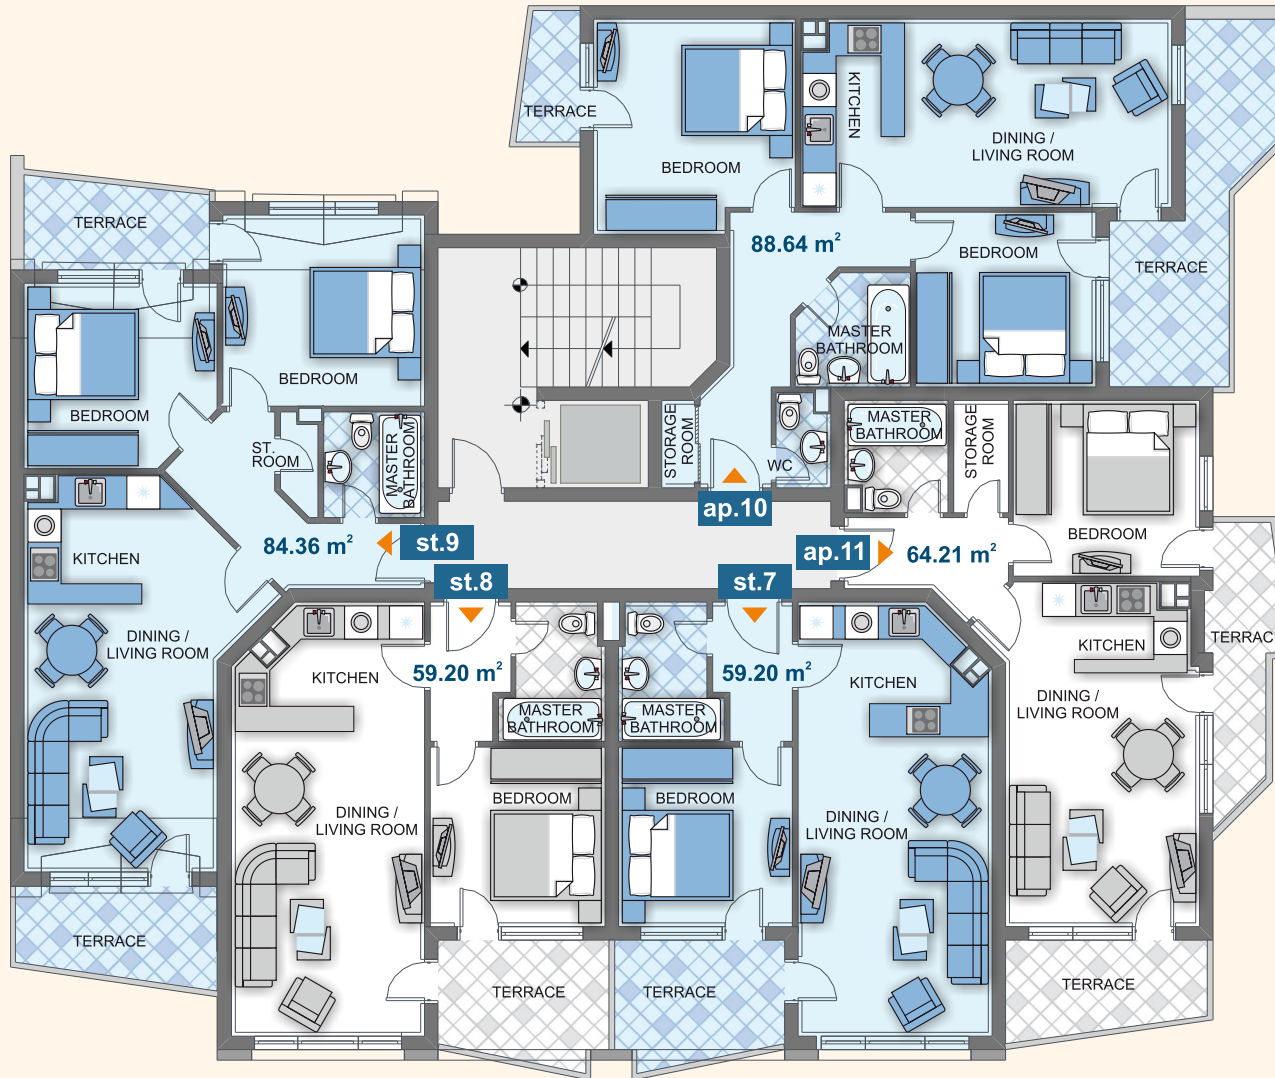 TERRACE
KITCHEN
BEDROOM
DINING /
LIVING ROOM
TERRACE
88.64 m²
BEDROOM
TERRACE
MASTER
BATHROOM
TERRACE
BEDROOM
BEDROOM
ST.
ROOM
MASTER
BATHROOM
STORAGE
ROOM
WC
MASTER
BATHROOM
STORAGE
ROOM
BEDROOM
ap.10
84.36 m²
st.9
ap.11
64.21 m²
st.8
st.7
KITCHEN
DINING /
LIVING ROOM
KITCHEN
59.20 m²
59.20 m²
KITCHEN
KITCHEN
TERRAC
DINING /
LIVING ROOM
MASTER
BATHROOM
MASTER
BATHROOM
BEDROOM
BEDROOM
DINING /
LIVING ROOM
DINING /
LIVING ROOM
TERRACE
TERRACE
TERRACE
TERRACE